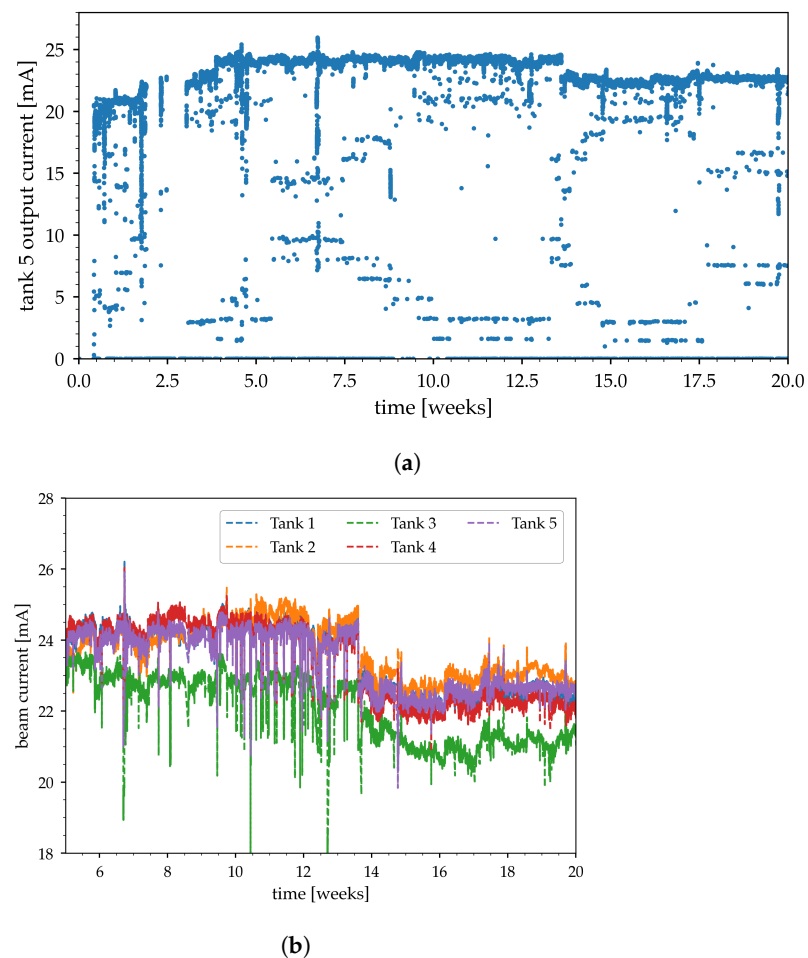 25
20
15
10
5
0
tank 5 output current [mA]
0.0 2.5 5.0 7.5 10.0 12.5 15.0 17.5 20.0
time [weeks]
(a)
28
26
24
22
20
18
beam current [mA]
Tank 1 Tank 3 Tank 5
Tank 2 Tank 4
6 8 10 12 14 16 18 20
time [weeks]
(b)